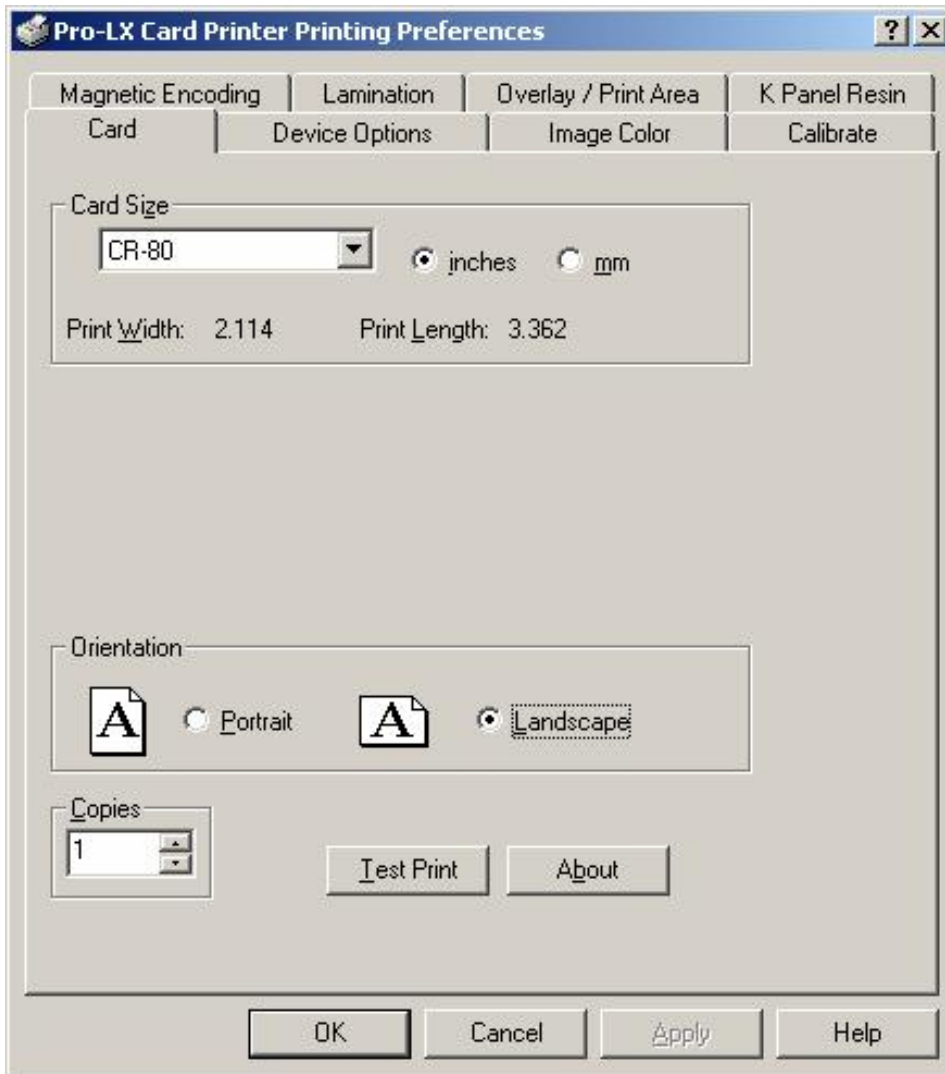 Pro-LX Card Printer Printing Preferences
Magnetic Encoding Lamination Overlay / Print Area K Panel Resin
Card Device Options Image Color Calibrate
Card Size
CR-80 inches mm
Print Width: 2.114 Print Length: 3.362
Orientation
A Portrait A Landscape
Copies
1
Test Print About
OK Cancel Apply Help